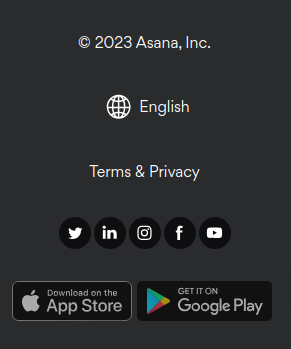 © 2023 Asana, Inc.
English
Terms & Privacy
Download on the
App Store
GET IT ON
Google Play